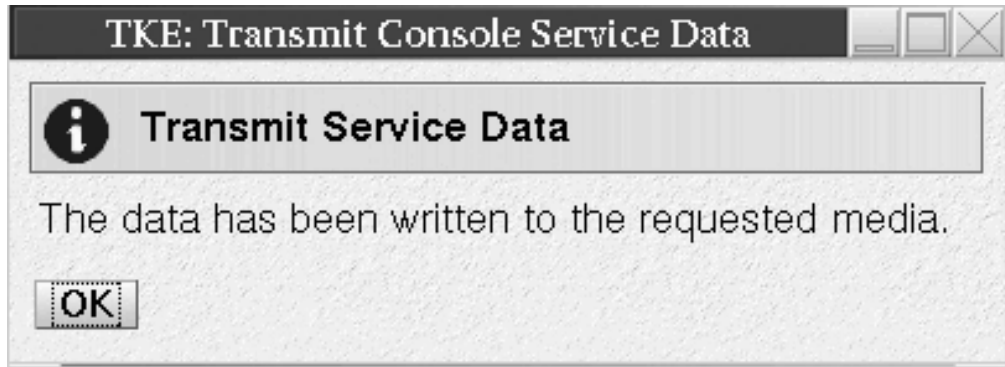 TKE: Transmit Console Service Data
Transmit Service Data
The data has been written to the requested media.
OK